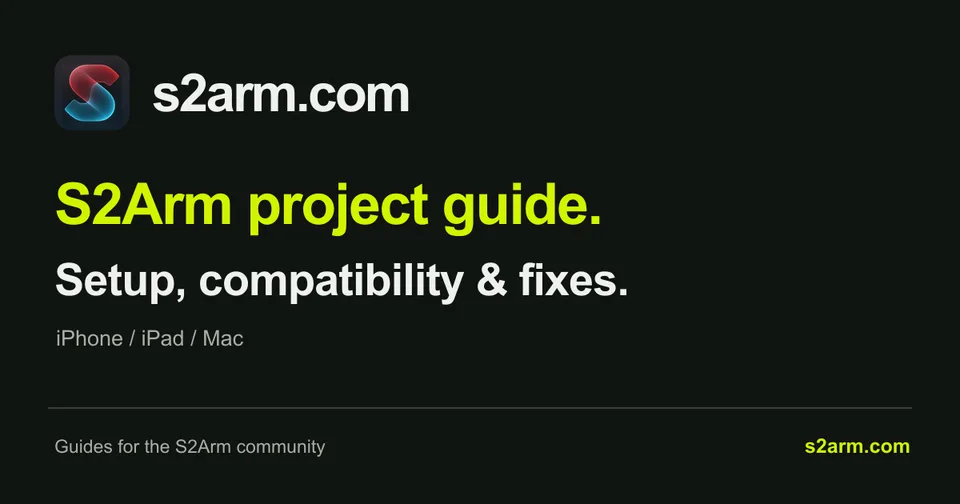 s2arm.com
S2Arm project guide.
Setup, compatibility & fixes.
iPhone / iPad / Mac
Guides for the S2Arm community
s2arm.com